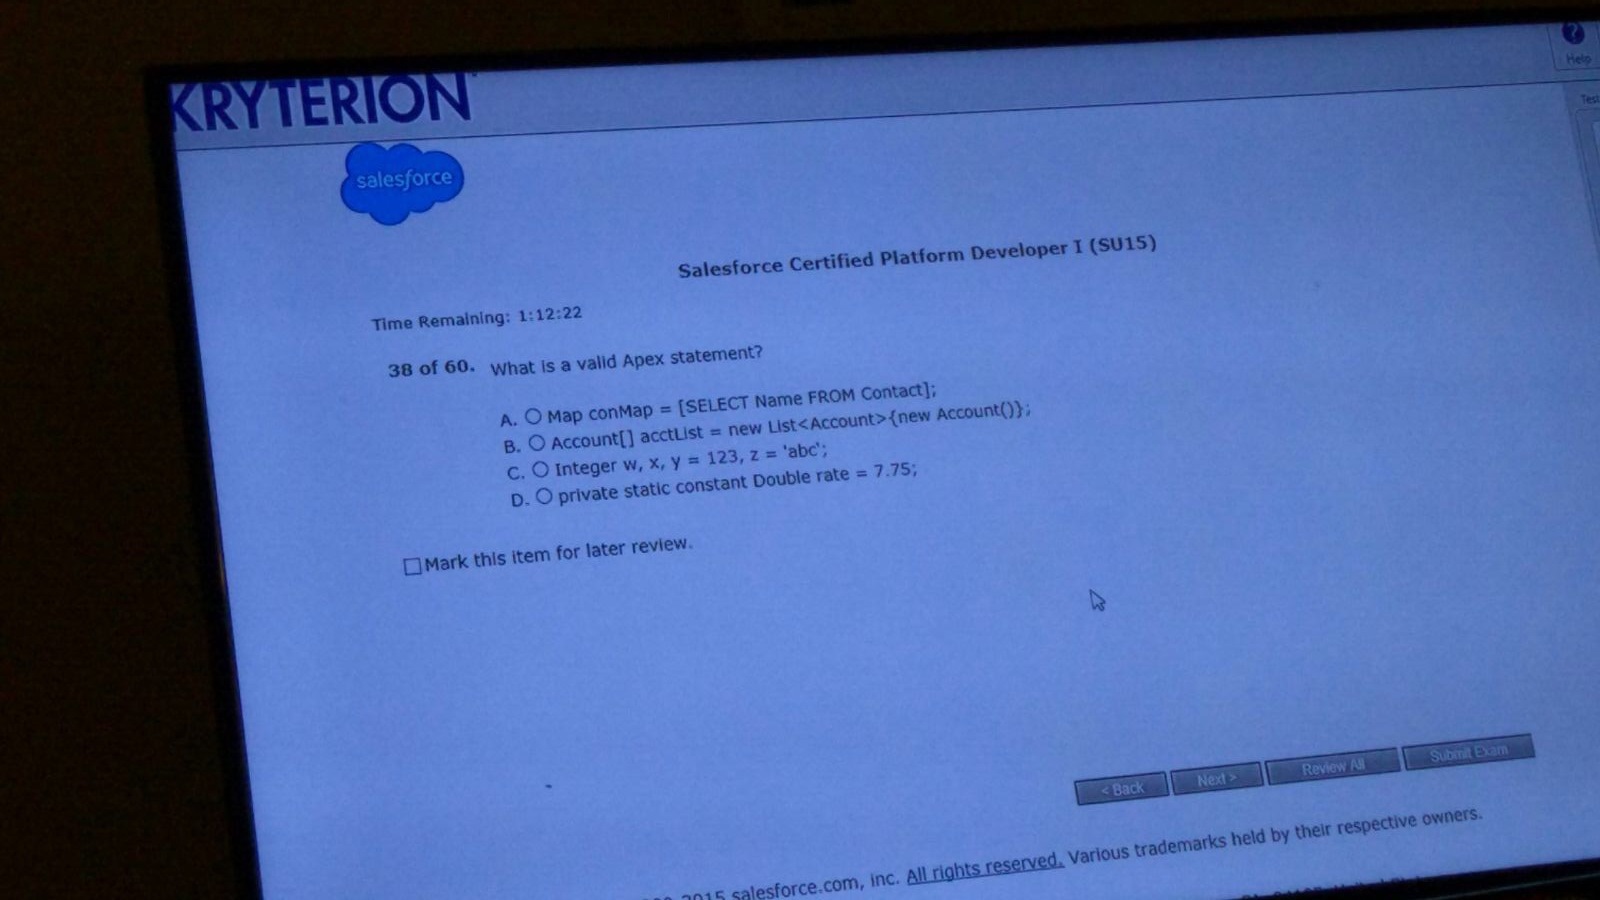 KRYTERION
Help
salesforce
Salesforce Certified Platform Developer I (SU15)
Time Remaining: 1:12:22
38 of 60. What is a valid Apex statement?
A. Map conMap = [SELECT Name FROM Contact];
B. Account[] acctList = new List<Account>{new Account()};
C. Integer w, x, y = 123, z = 'abc';
D. private static constant Double rate = 7.75;
Mark this item for later review.
< Back Next > Review All Submit Exam
2015 salesforce.com, inc. All rights reserved. Various trademarks held by their respective owners.